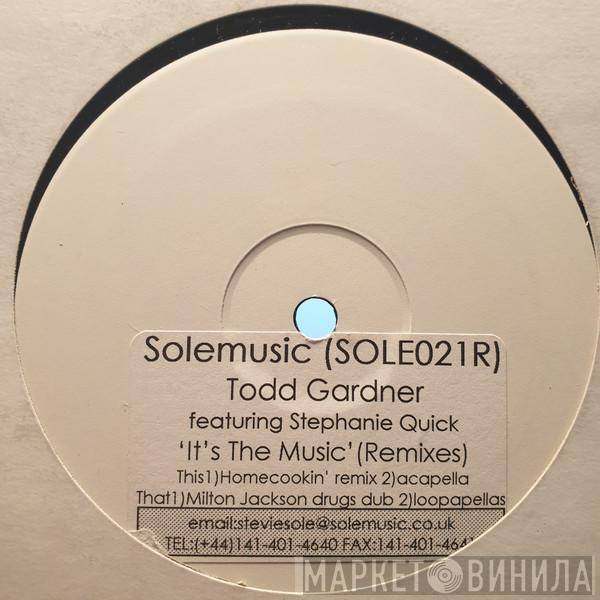 Solemusic (SOLE021R)
Todd Gardner
featuring Stephanie Quick
‘It’s The Music’(Remixes)
This1)Homecookin' remix 2)acapella
That1)Milton Jackson drugs dub 2)loopapellas
email:steviesole@solemusic.co.uk
TEL:(+44)141-401-4640 FAX:141-401-4641
МАРКЕТ ВИНИЛА